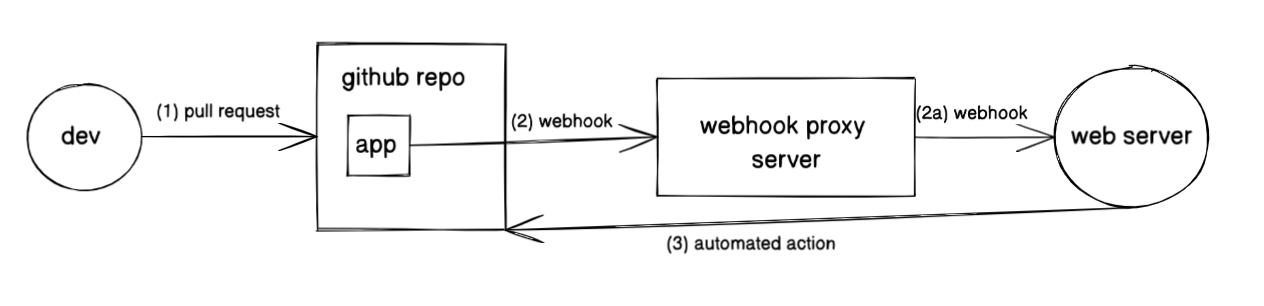 dev
(1) pull request
github repo
app
(2) webhook
webhook proxy
server
(2a) webhook
web server
(3) automated action